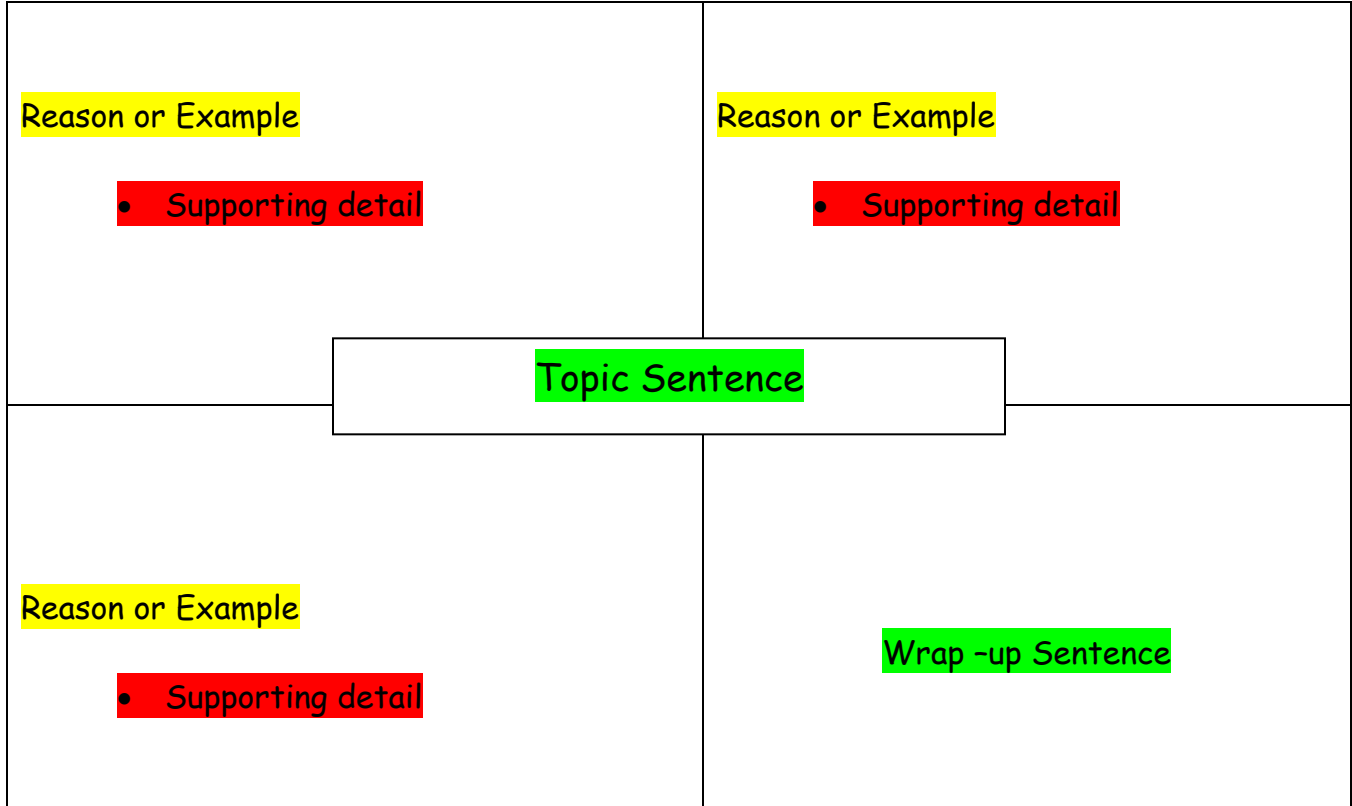 Reason or Example
• Supporting detail
Reason or Example
• Supporting detail
Topic Sentence
Reason or Example
• Supporting detail
Wrap –up Sentence